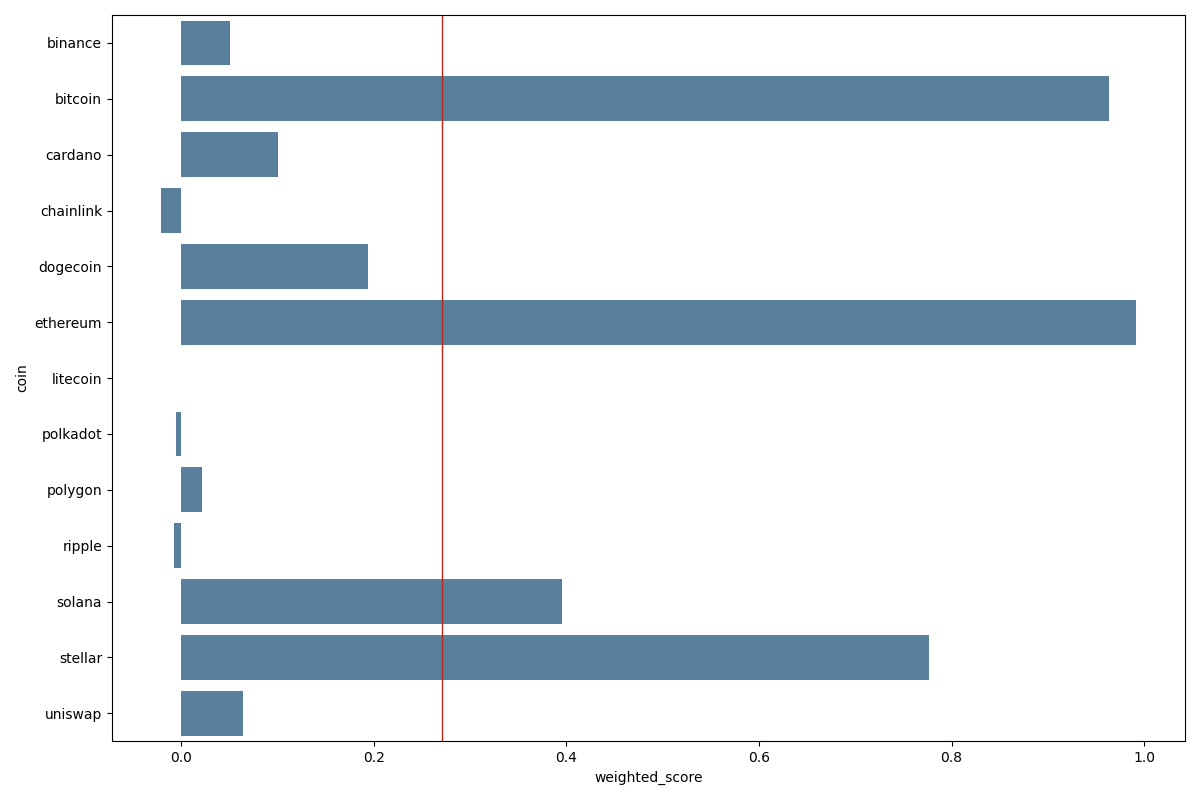 binance
bitcoin
cardano
chainlink
dogecoin
ethereum
litecoin
polkadot
polygon
ripple
solana
stellar
uniswap
coin
0.0 0.2 0.4 0.6 0.8 1.0
weighted_score